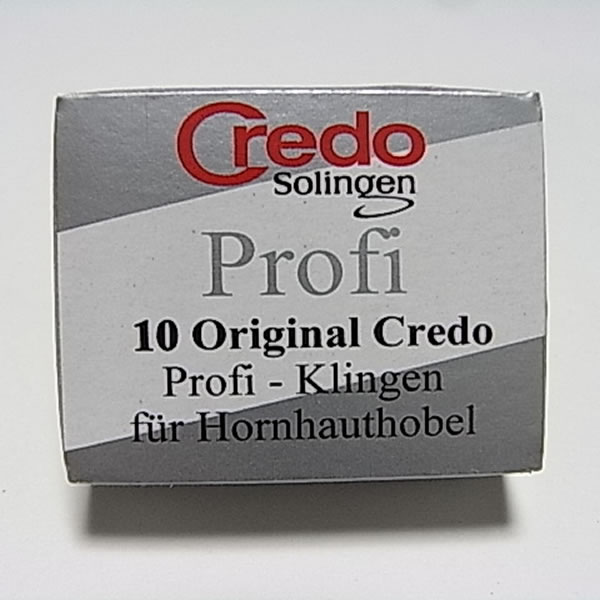 Credo
Solingen
Profi
10 Original Credo
Profi - Klingen
für Hornhauthobel